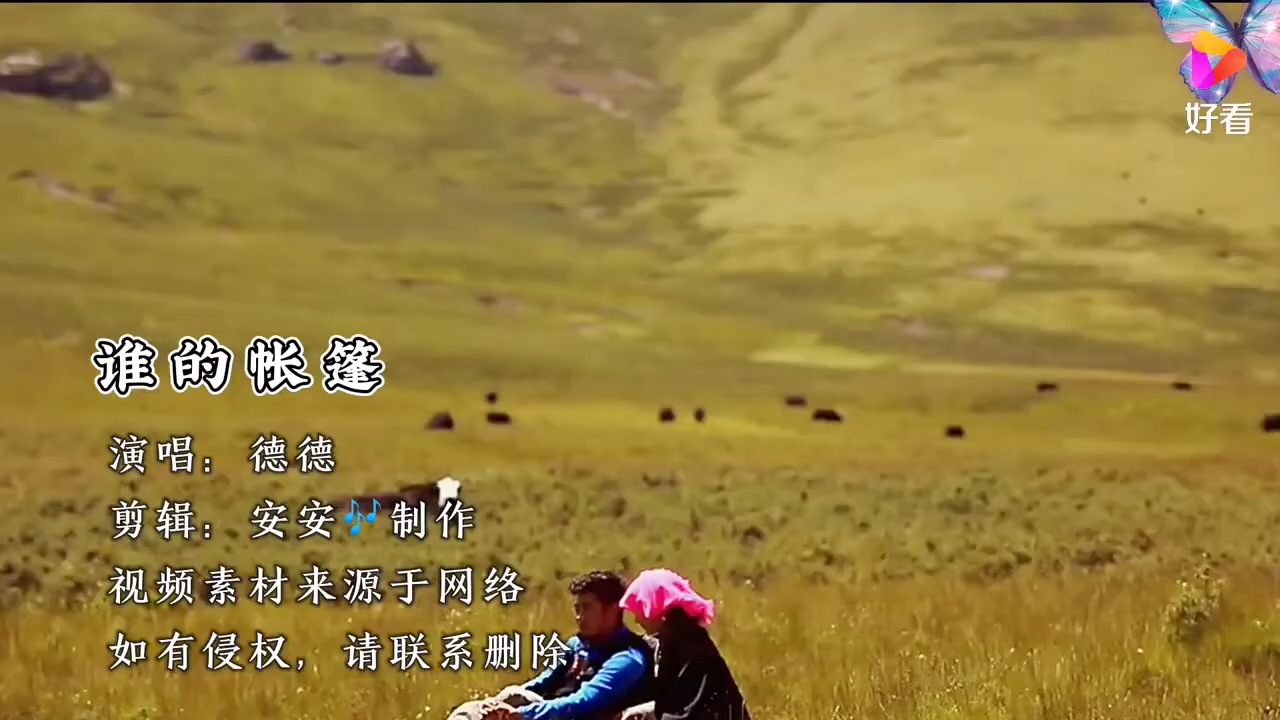 好看
谁的帐篷
演唱：德德
剪辑：安安🎶制作
视频素材来源于网络
如有侵权，请联系删除